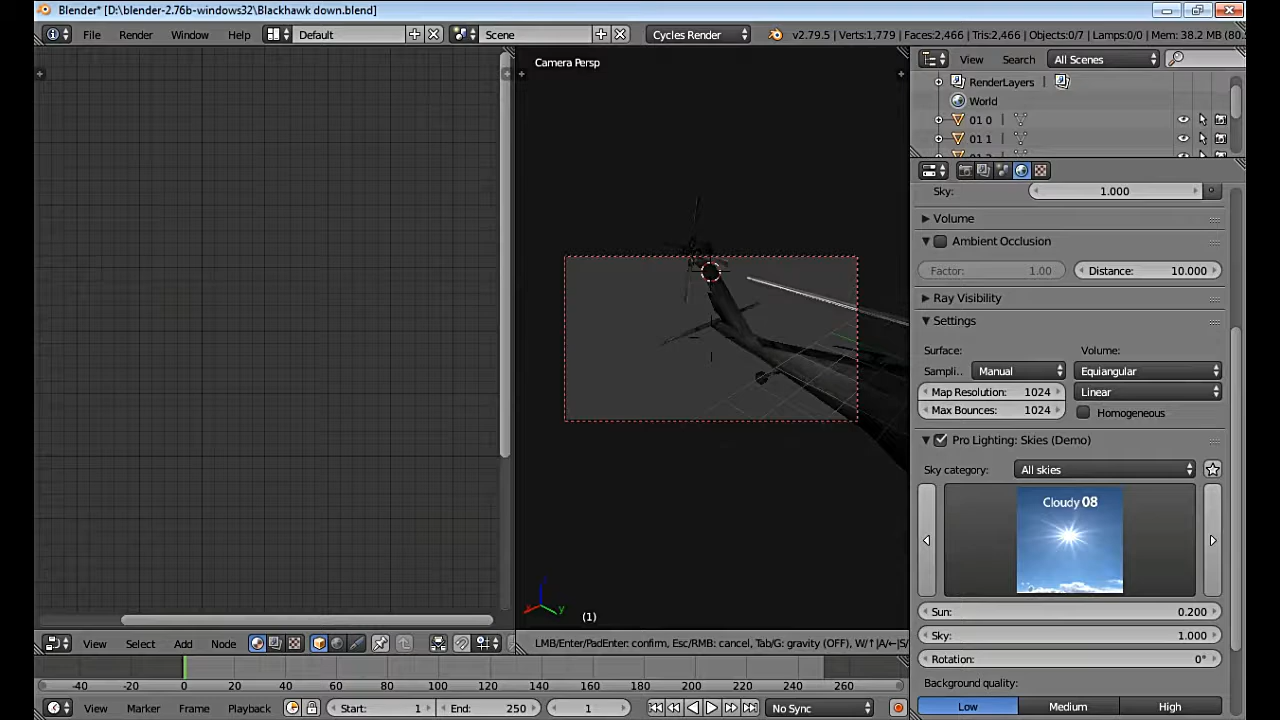 Blender* [D:\blender-2.76b-windows32\Blackhawk down.blend]
File Render Window Help Default Scene Cycles Render v2.79.5 | Verts:1,779 | Faces:2,466 | Tris:2,466 | Objects:0/7 | Lamps:0/0 | Mem: 38.2 MB (80.
Camera Persp
View Search All Scenes
RenderLayers
World
01 0
01 1
Sky: 1.000
Volume
Ambient Occlusion
Factor: 1.00 Distance: 10.000
Ray Visibility
Settings
Surface: Volume:
Sampli.. Manual Equiangular
Map Resolution: 1024 Linear
Max Bounces: 1024 Homogeneous
Pro Lighting: Skies (Demo)
Sky category: All skies
Cloudy 08
Sun: 0.200
Sky: 1.000
Rotation: 0°
Background quality:
Low Medium High
(1)
View Select Add Node LMB/Enter/PadEnter: confirm, Esc/RMB: cancel, Tab/G: gravity (OFF), W/↑|A/←|S/
-40 -20 0 20 40 60 80 100 120 140 160 180 200 220 240 260
View Marker Frame Playback Start: 1 End: 250 1 No Sync